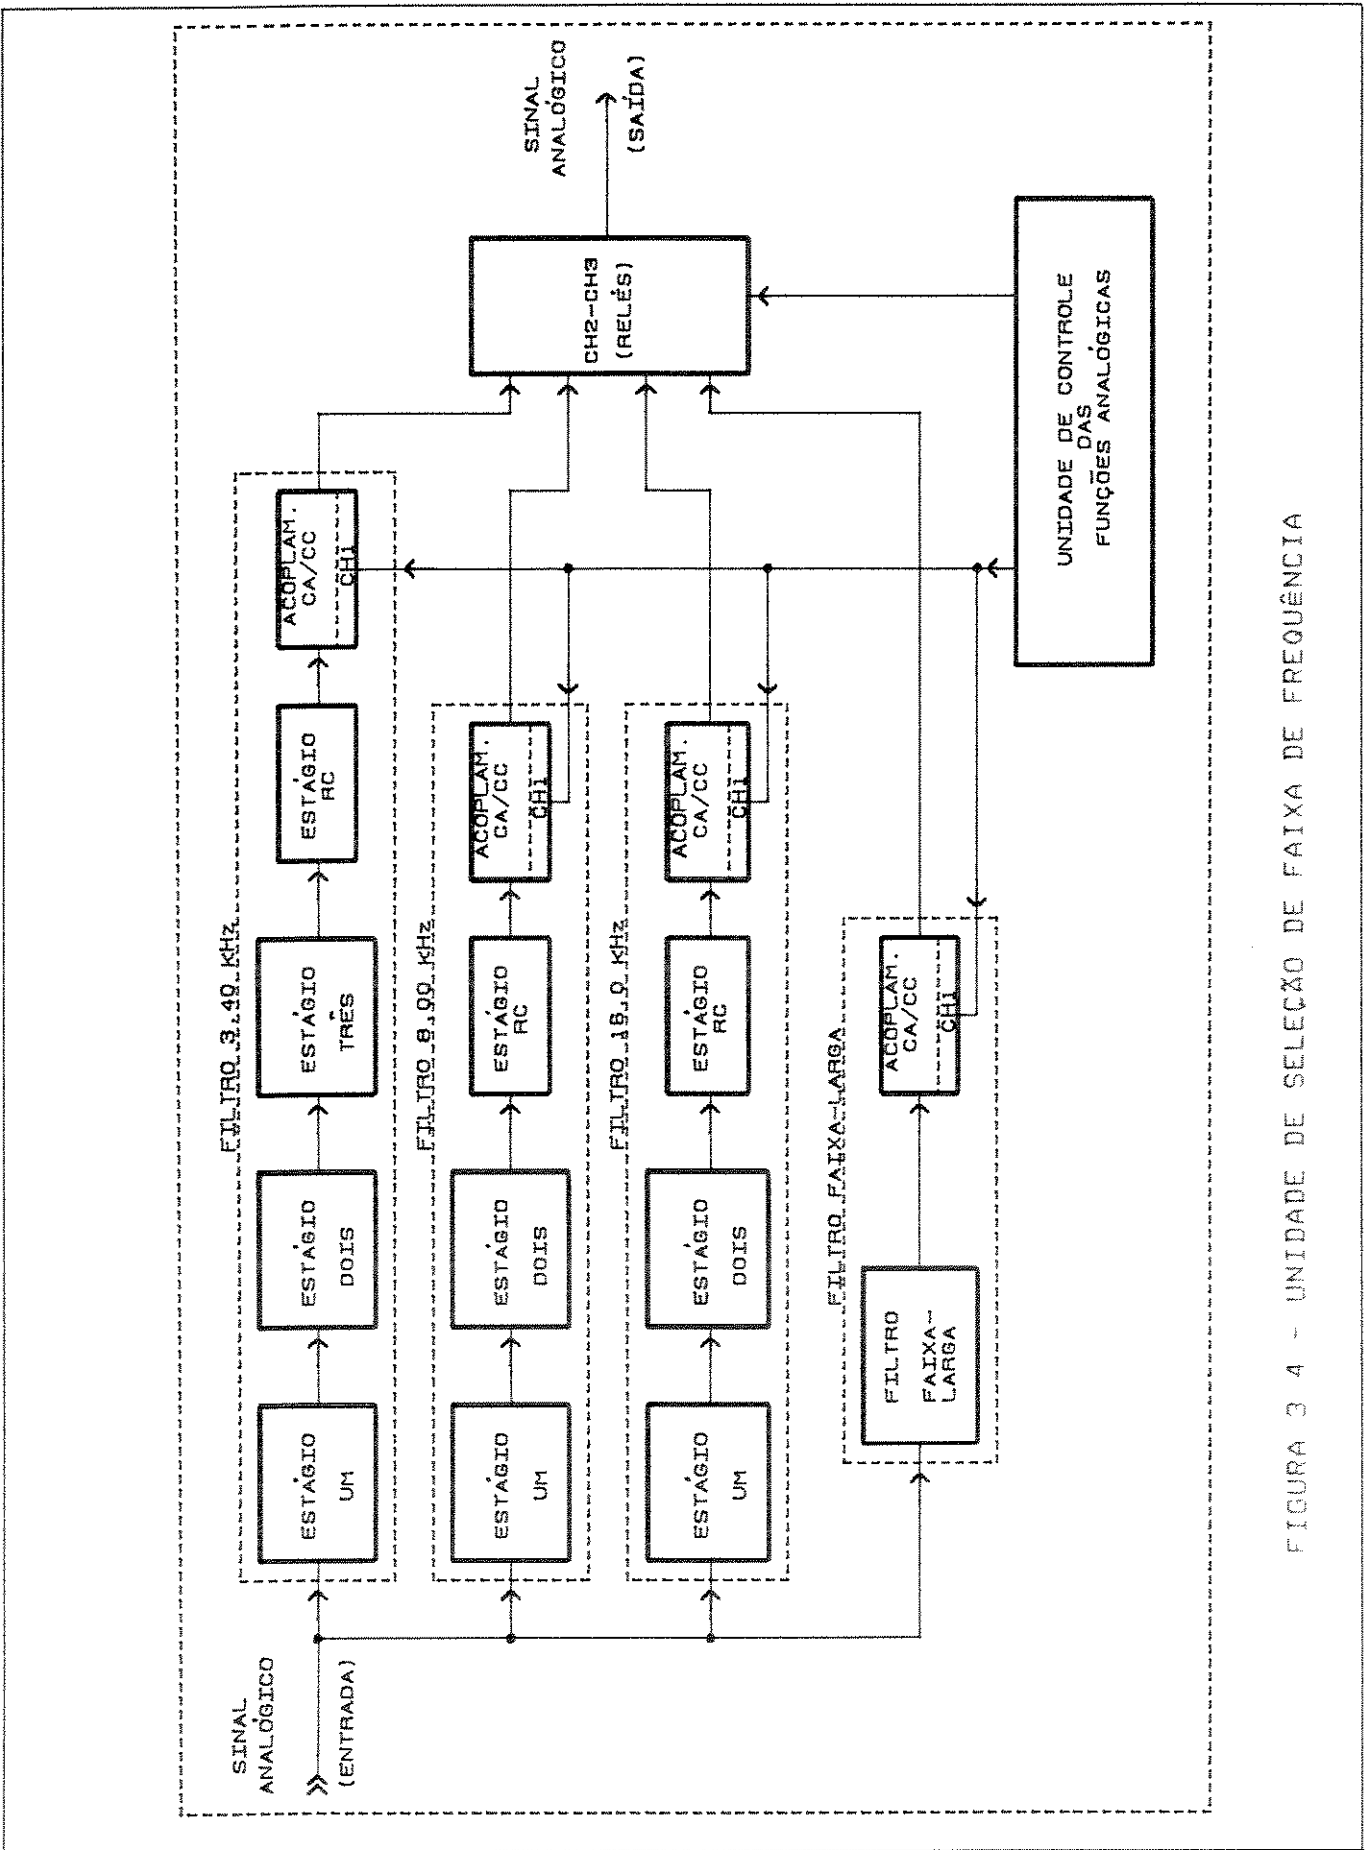 SINAL
ANALÓGICO
(ENTRADA)
FILTRO 3.40 KHz
ESTÁGIO
UM
ESTÁGIO
DOIS
ESTÁGIO
TRÊS
ESTÁGIO
RC
ACOPLAM.
CA/CC
CH1
FILTRO 8.00 KHz
ESTÁGIO
UM
ESTÁGIO
DOIS
ESTÁGIO
RC
ACOPLAM.
CA/CC
CH1
FILTRO 16.0 KHz
ESTÁGIO
UM
ESTÁGIO
DOIS
ESTÁGIO
RC
ACOPLAM.
CA/CC
CH1
FILTRO FAIXA-LARGA
FILTRO
FAIXA-
LARGA
ACOPLAM.
CA/CC
CH1
CH2-CH3
(RELÉS)
SINAL
ANALÓGICO
(SAÍDA)
UNIDADE DE CONTROLE
DAS
FUNÇÕES ANALÓGICAS
FIGURA 3 4 - UNIDADE DE SELEÇÃO DE FAIXA DE FREQUÊNCIA